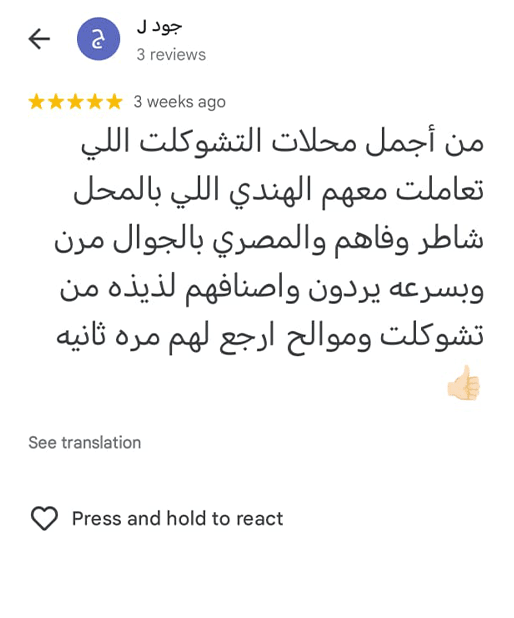 جود J
3 reviews
3 weeks ago
من أجمل محلات التشوكلت اللي
تعاملت معهم الهندي اللي بالمحل
شاطر وفاهم والمصري بالجوال مرن
وبسرعه يردون واصنافهم لذيذه من
تشوكلت وموالح ارجع لهم مره ثانيه
👍🏻
See translation
Press and hold to react